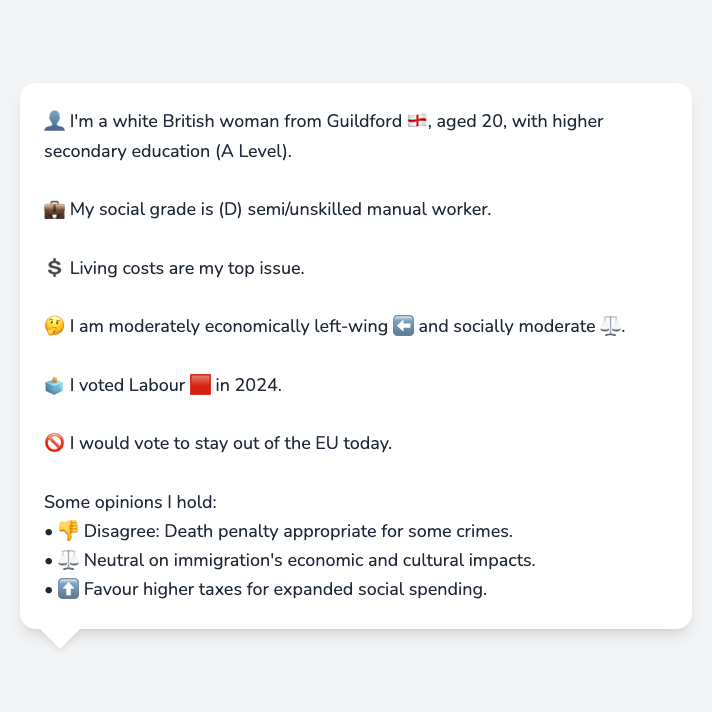 👤 I'm a white British woman from Guildford 🏴󠁧󠁢󠁥󠁮󠁧󠁿, aged 20, with higher
secondary education (A Level).
💼 My social grade is (D) semi/unskilled manual worker.
💲 Living costs are my top issue.
🤔 I am moderately economically left-wing ⬅️ and socially moderate ⚖️.
🗳️ I voted Labour 🟥 in 2024.
🚫 I would vote to stay out of the EU today.
Some opinions I hold:
• 👎 Disagree: Death penalty appropriate for some crimes.
• ⚖️ Neutral on immigration's economic and cultural impacts.
• ⬆️ Favour higher taxes for expanded social spending.